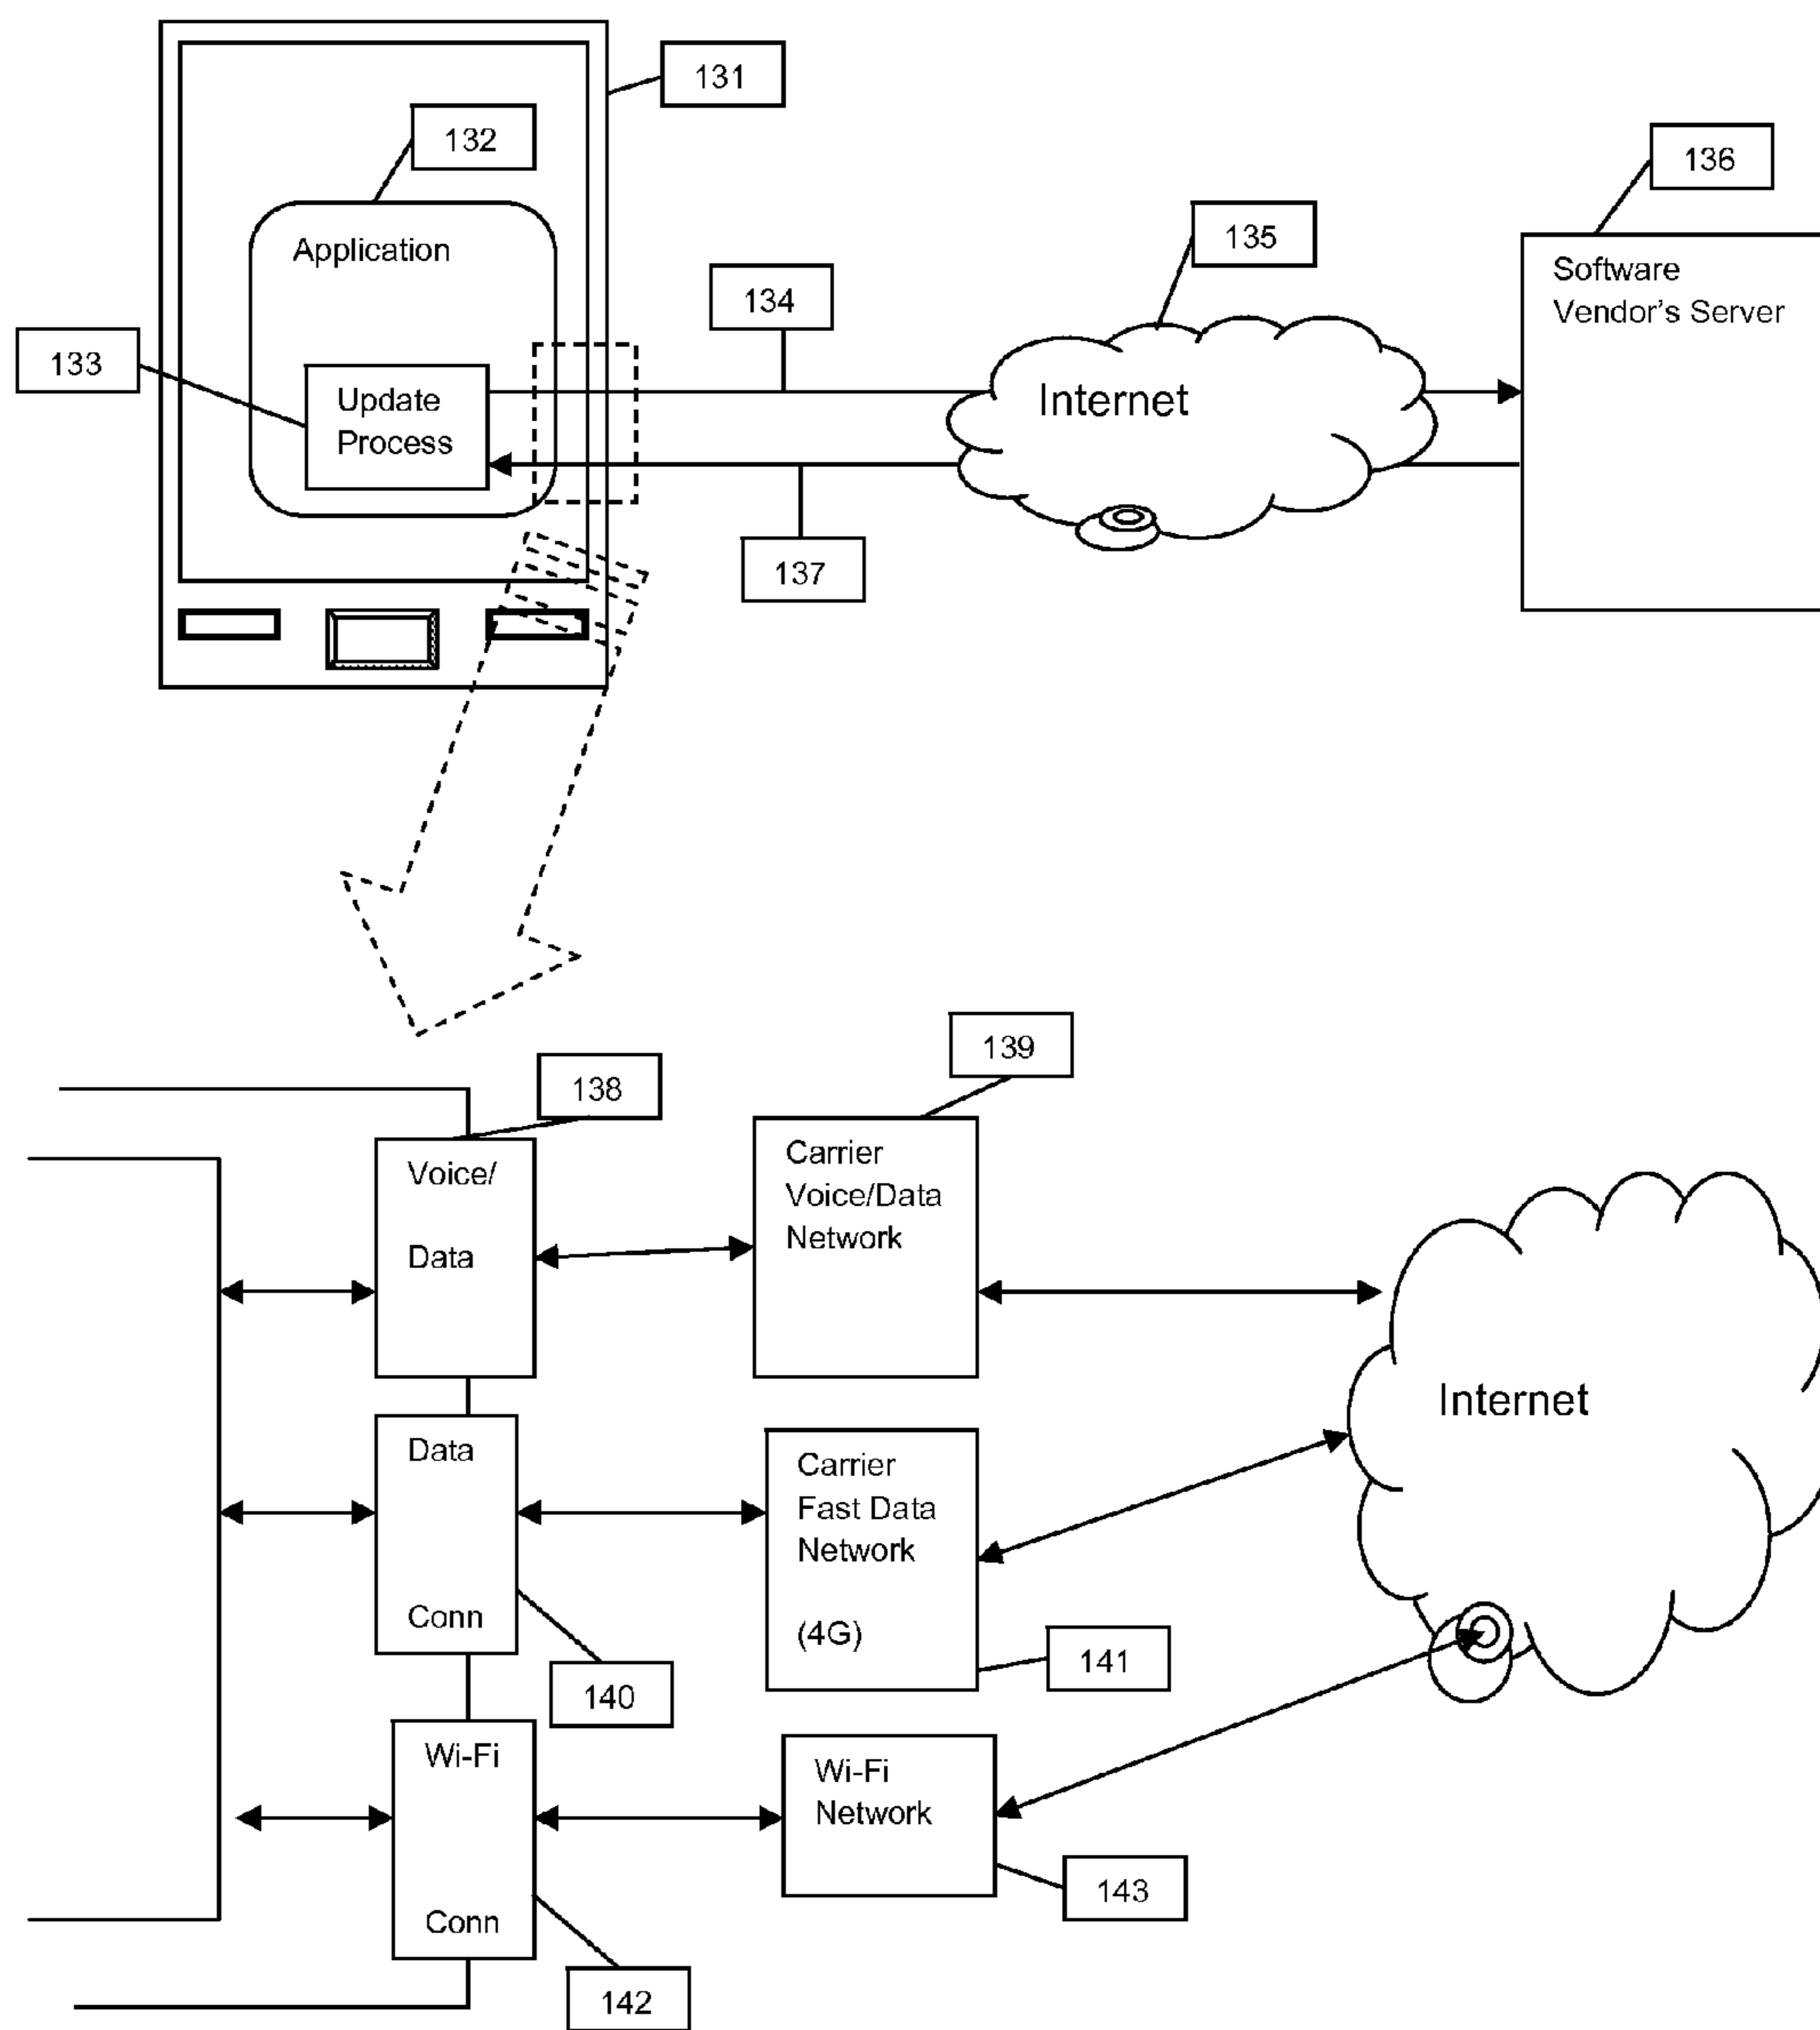 131
132
136
Application
135
Software
Vendor's Server
134
133
Update
Process
Internet
137
139
138
Carrier
Voice/Data
Network
Voice/
Data
Internet
Data
Conn
Carrier
Fast Data
Network
(4G)
141
140
Wi-Fi
Conn
Wi-Fi
Network
143
142